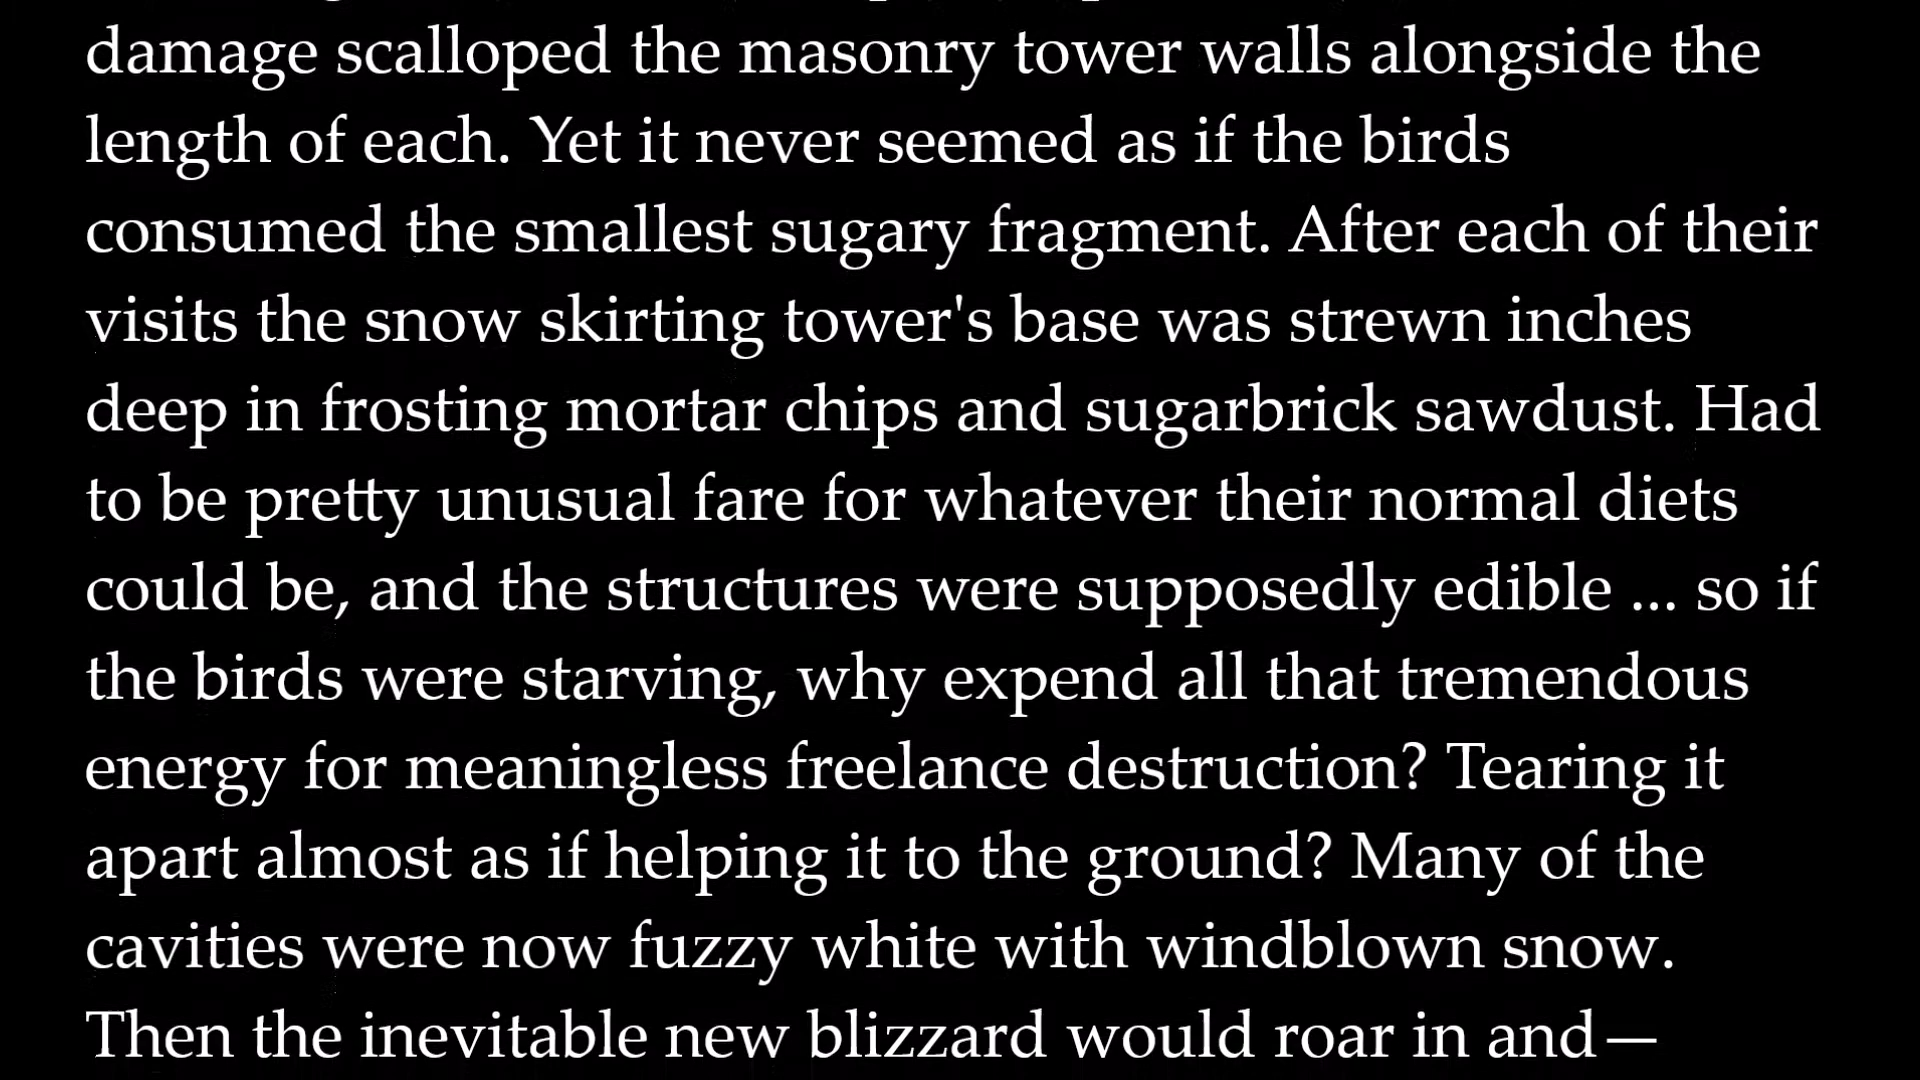 damage scalloped the masonry tower walls alongside the
length of each. Yet it never seemed as if the birds
consumed the smallest sugary fragment. After each of their
visits the snow skirting tower's base was strewn inches
deep in frosting mortar chips and sugarbrick sawdust. Had
to be pretty unusual fare for whatever their normal diets
could be, and the structures were supposedly edible ... so if
the birds were starving, why expend all that tremendous
energy for meaningless freelance destruction? Tearing it
apart almost as if helping it to the ground? Many of the
cavities were now fuzzy white with windblown snow.
Then the inevitable new blizzard would roar in and—